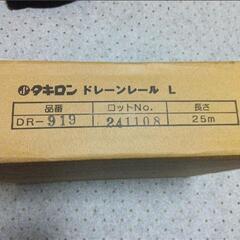 タキロン ドレーンレール L
品番 ロットNo. 長さ
DR-919 241108 25m